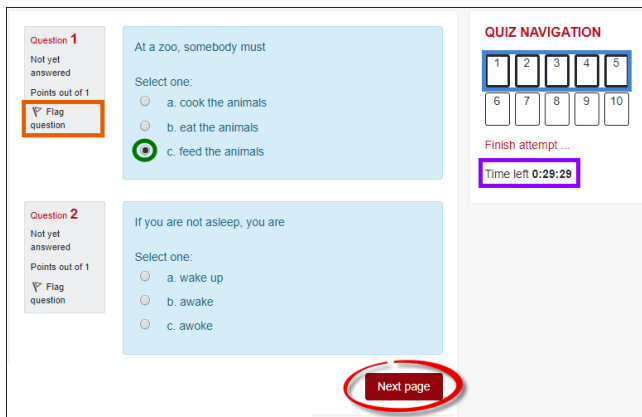 Question 1
Not yet
answered
Points out of 1
Flag
question
At a zoo, somebody must
Select one:
a. cook the animals
b. eat the animals
c. feed the animals
Question 2
Not yet
answered
Points out of 1
Flag
question
If you are not asleep, you are
Select one:
a. wake up
b. awake
c. awoke
Next page
QUIZ NAVIGATION
1 2 3 4 5
6 7 8 9 10
Finish attempt ...
Time left 0:29:29